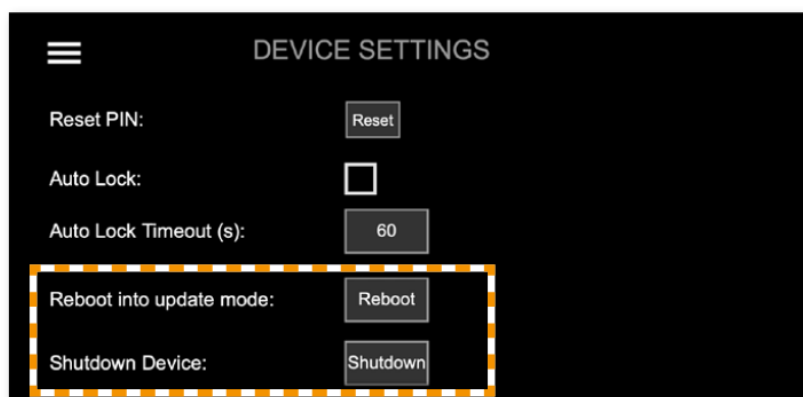 DEVICE SETTINGS
Reset PIN: Reset
Auto Lock:
Auto Lock Timeout (s): 60
Reboot into update mode: Reboot
Shutdown Device: Shutdown